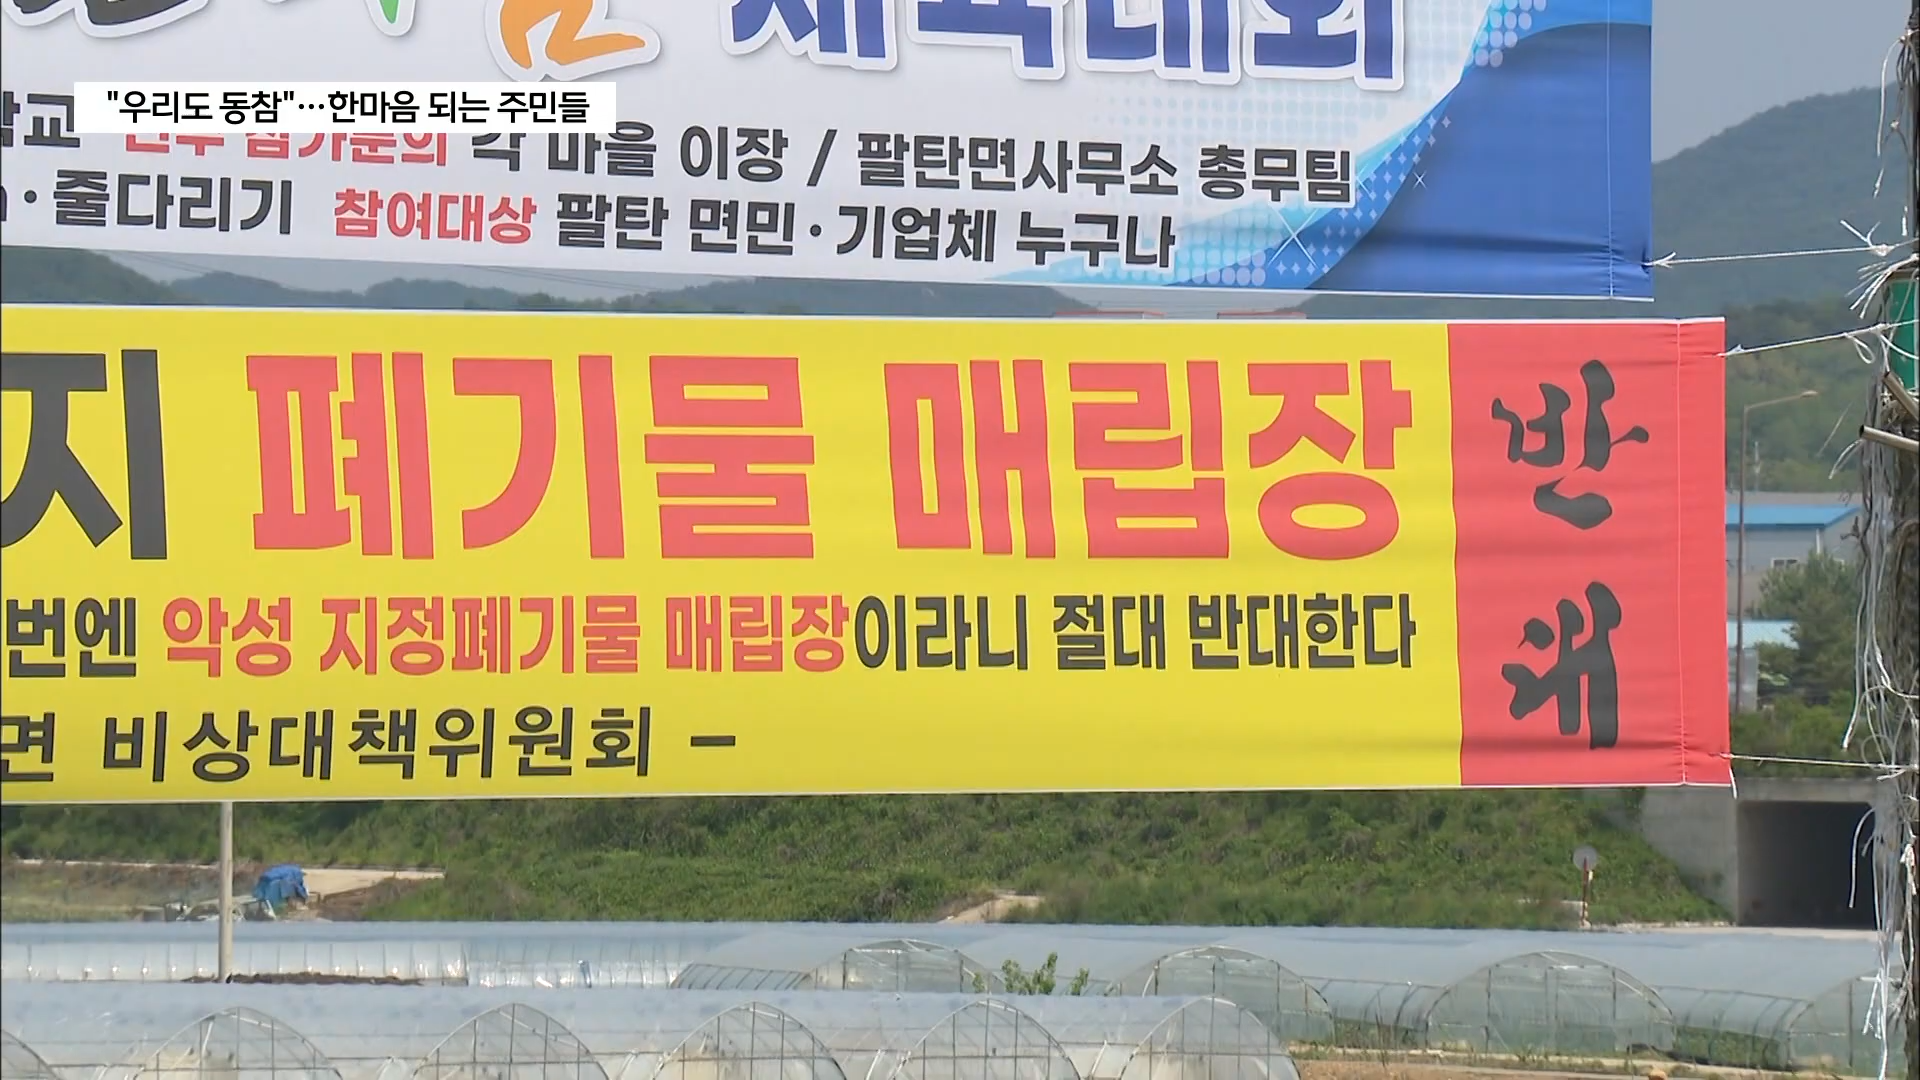 체육대회
"우리도 동참"…한마음 되는 주민들
각 마을 이장 / 팔탄면사무소 총무팀
·줄다리기 참여대상 팔탄 면민·기업체 누구나
지 폐기물 매립장 반대
번엔 악성 지정폐기물 매립장이라니 절대 반대한다
면 비상대책위원회 –